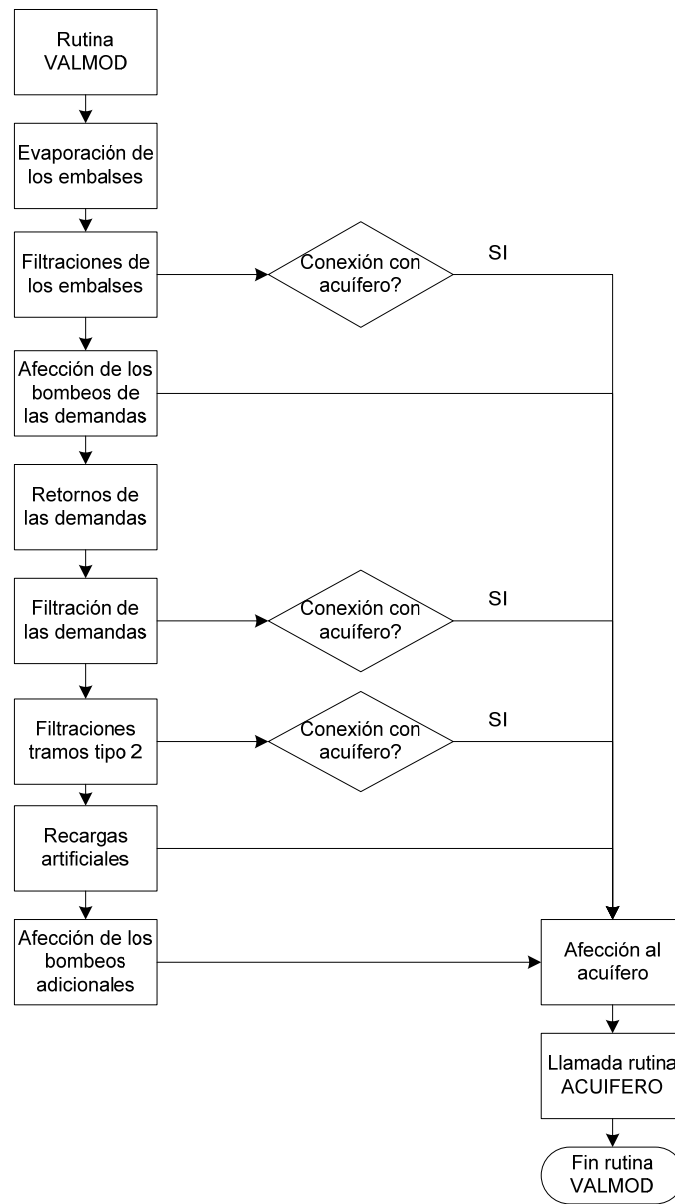 Rutina
VALMOD
Evaporación de
los embalses
Filtraciones de
los embalses
Conexión con
acuífero?
SI
Afección de los
bombeos de
las demandas
Retornos de
las demandas
Filtración de
las demandas
Conexión con
acuífero?
SI
Filtraciones
tramos tipo 2
Conexión con
acuífero?
SI
Recargas
artificiales
Afección de los
bombeos
adicionales
Afección al
acuífero
Llamada rutina
ACUIFERO
Fin rutina
VALMOD